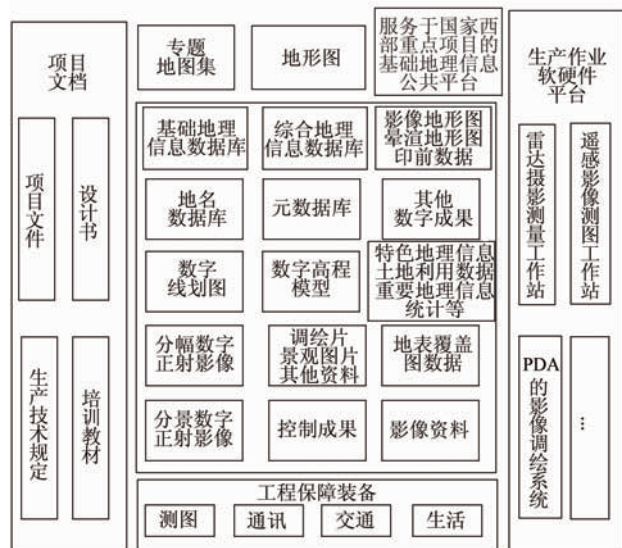 项目
文档
项目文件
设计书
生产技术规定
培训教材
专题
地图集
地形图
服务于国家西
部重点项目的
基础地理信息
公共平台
基础地理
信息数据库
综合地理
信息数据库
影像地形图
晕渲地形图
印前数据
地名
数据库
元数据库
其他
数字成果
数字
线划图
数字高程
模型
特色地理信息
土地利用数据
重要地理信息
统计等
分幅数字
正射影像
调绘片
景观图片
其他资料
地表覆盖
图数据
分景数字
正射影像
控制成果
影像资料
工程保障装备
测图
通讯
交通
生活
生产作业
软硬件
平台
雷达摄影测量工作站
遥感影像测图工作站
PDA的影像调绘系统
...